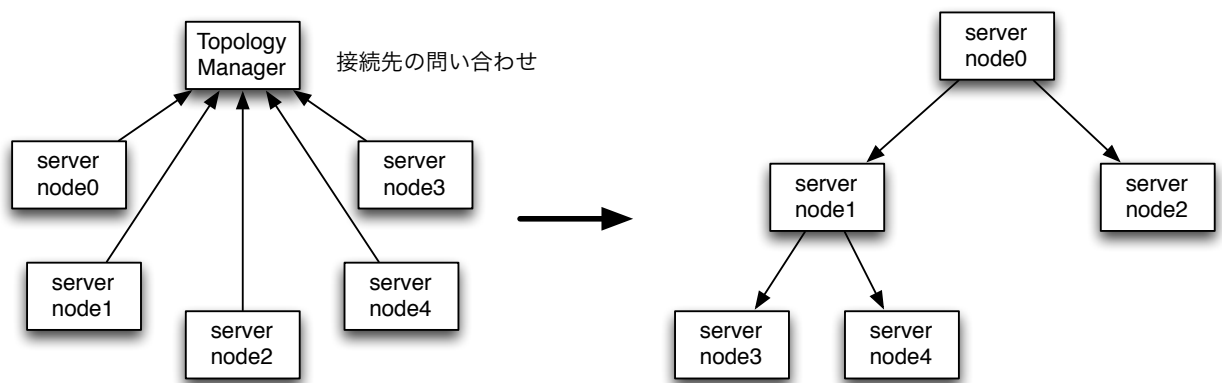 Topology
Manager
接続先の問い合わせ
server
node0
server
node3
server
node1
server
node4
server
node2
server
node0
server
node1
server
node2
server
node3
server
node4